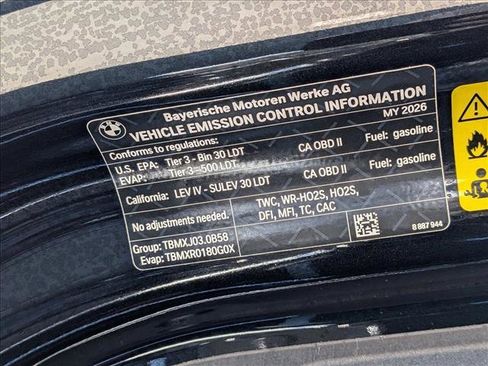 Bayerische Motoren Werke AG
VEHICLE EMISSION CONTROL INFORMATION
Conforms to regulations: MY 2026
U.S. EPA: Tier 3 - Bin 30 LDT CA OBD II Fuel: gasoline
EVAP: Tier 3 - 500 LDT
California: LEV IV - SULEV 30 LDT CA OBD II Fuel: gasoline
No adjustments needed. TWC, WR-HO2S, HO2S,
DFI, MFI, TC, CAC
Group: TBMXJ03.0B58
Evap: TBMXR0180G0X
8 887 944